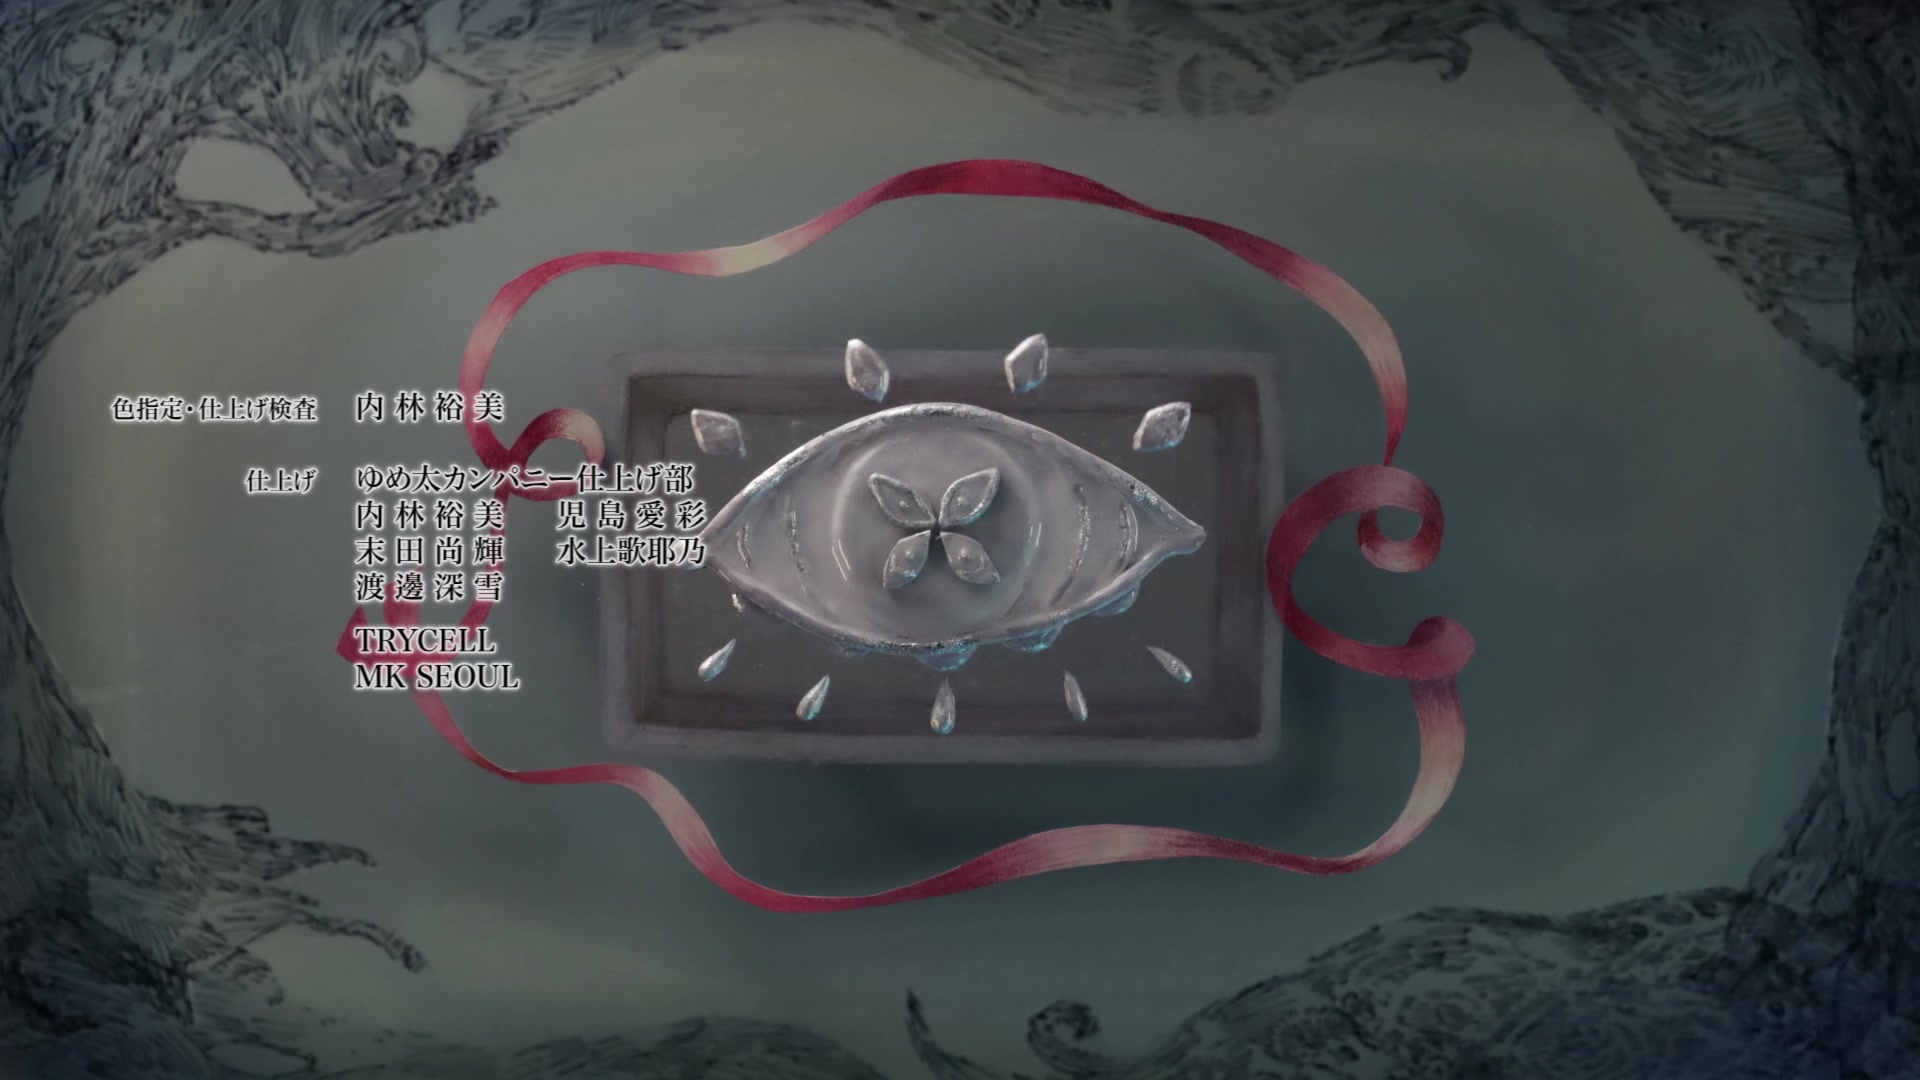 色指定・仕上げ検査 内林裕美
仕上げ ゆめ太カンパニー仕上げ部
内林裕美 児島愛彩
末田尚輝 水上歌耶乃
渡邊深雪
TRYCELL
MK SEOUL